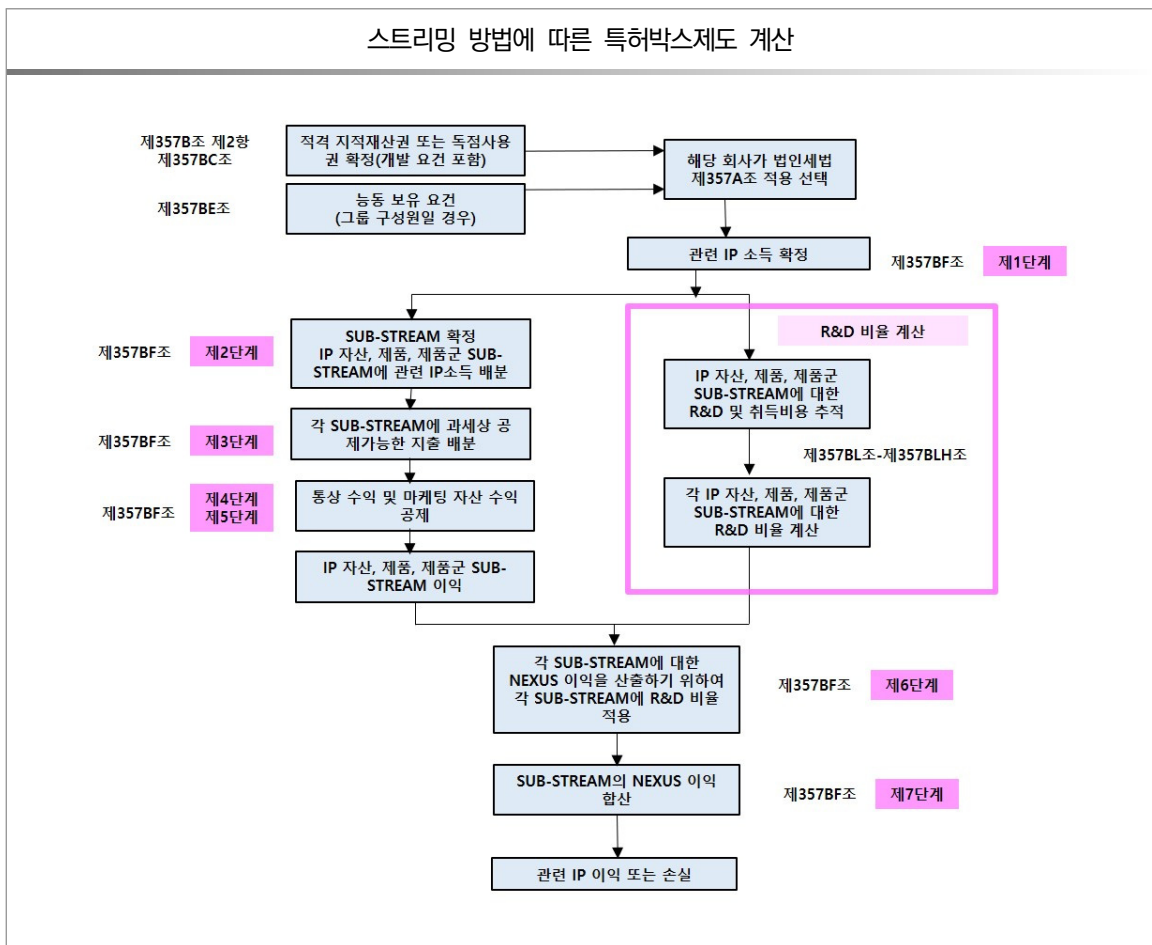 스트리밍 방법에 따른 특허박스제도 계산
제357B조 제2항
제357BC조
적격 지적재산권 또는 독점사용
권 확정(개발 요건 포함)
해당 회사가 법인세법
제357A조 적용 선택
제357BE조
능동 보유 요건
(그룹 구성원일 경우)
관련 IP 소득 확정
제357BF조
제1단계
제357BF조
제2단계
SUB-STREAM 확정
IP 자산, 제품, 제품군 SUB-
STREAM에 관련 IP소득 배분
R&D 비율 계산
IP 자산, 제품, 제품군
SUB-STREAM에 대한
R&D 및 취득비용 추적
제357BF조
제3단계
각 SUB-STREAM에 과세상 공
제가능한 지출 배분
제357BL조-제357BLH조
제357BF조
제4단계
제5단계
통상 수익 및 마케팅 자산 수익
공제
각 IP 자산, 제품, 제품군
SUB-STREAM에 대한
R&D 비율 계산
IP 자산, 제품, 제품군 SUB-
STREAM 이익
각 SUB-STREAM에 대한
NEXUS 이익을 산출하기 위하여
각 SUB-STREAM에 R&D 비율
적용
제357BF조
제6단계
SUB-STREAM의 NEXUS 이익
합산
제357BF조
제7단계
관련 IP 이익 또는 손실